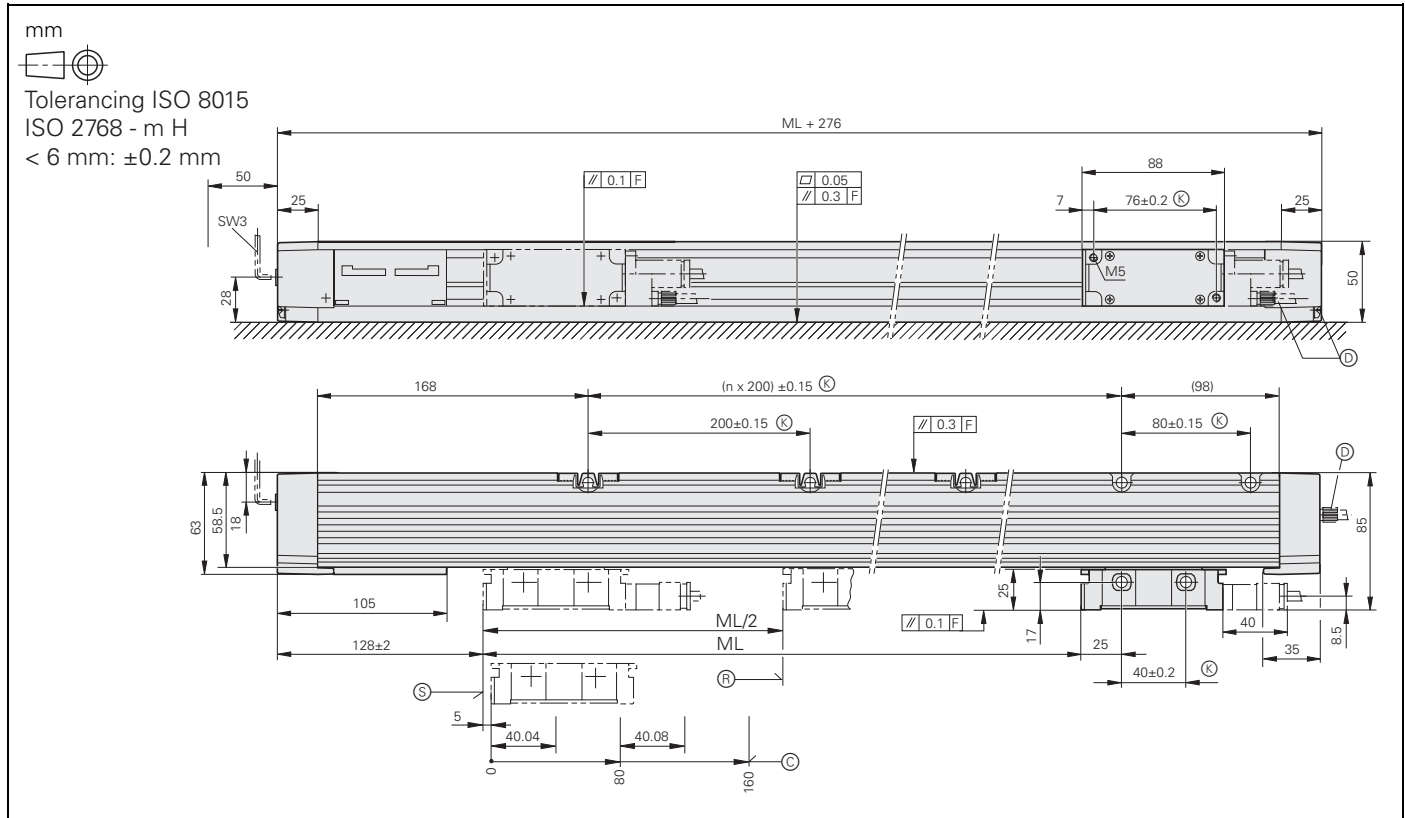 mm
Tolerancing ISO 8015
ISO 2768 - m H
< 6 mm: ±0.2 mm
ML + 276
50
25
// 0.1 F
0.05
// 0.3 F
88
7
76±0.2 Ⓚ
25
SW3
28
M5
50
Ⓓ
168
(n x 200) ±0.15 Ⓚ
(98)
200±0.15 Ⓚ
// 0.3 F
80±0.15 Ⓚ
Ⓓ
63
58.5
18
85
105
25
ML/2
// 0.1 F
17
40
8.5
128±2
ML
25
35
Ⓢ
Ⓡ
40±0.2 Ⓚ
5
40.04
40.08
Ⓒ
0
80
160